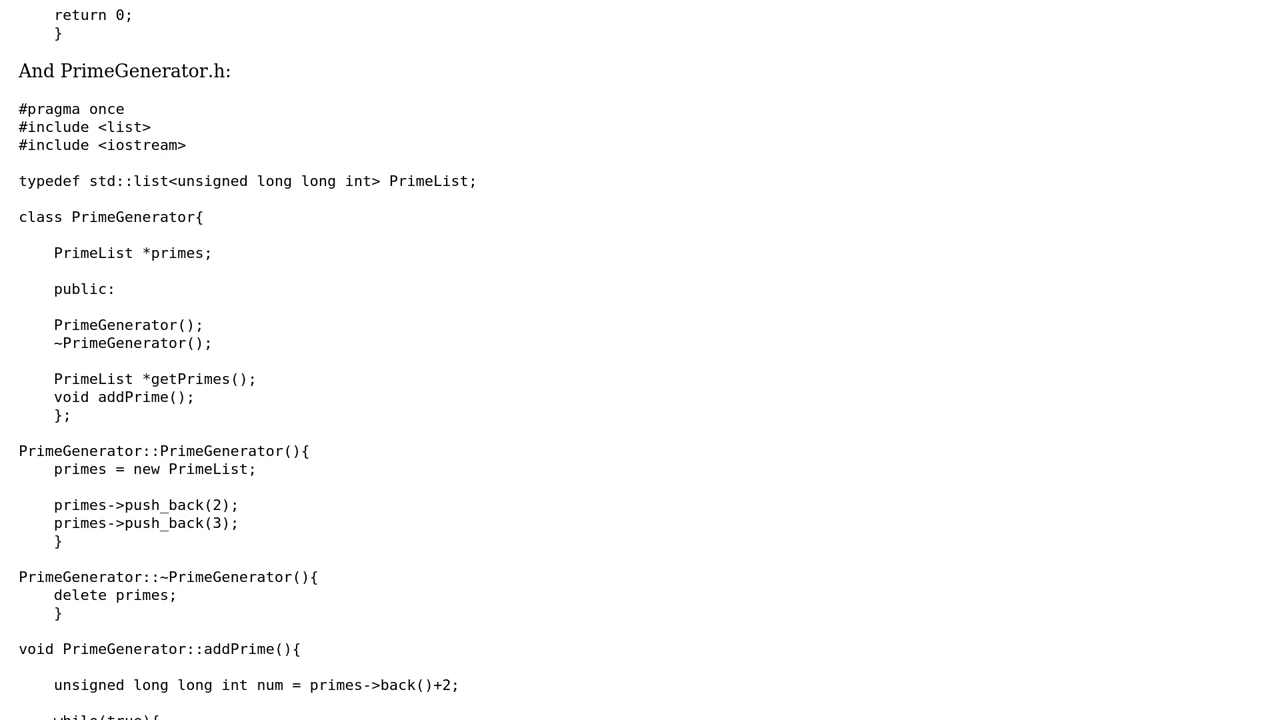 return 0;
}
And PrimeGenerator.h:
#pragma once
#include <list>
#include <iostream>
typedef std::list<unsigned long long int> PrimeList;
class PrimeGenerator{
PrimeList *primes;
public:
PrimeGenerator();
~PrimeGenerator();
PrimeList *getPrimes();
void addPrime();
};
PrimeGenerator::PrimeGenerator(){
primes = new PrimeList;
primes->push_back(2);
primes->push_back(3);
}
PrimeGenerator::~PrimeGenerator(){
delete primes;
}
void PrimeGenerator::addPrime(){
unsigned long long int num = primes->back()+2;
while(true){